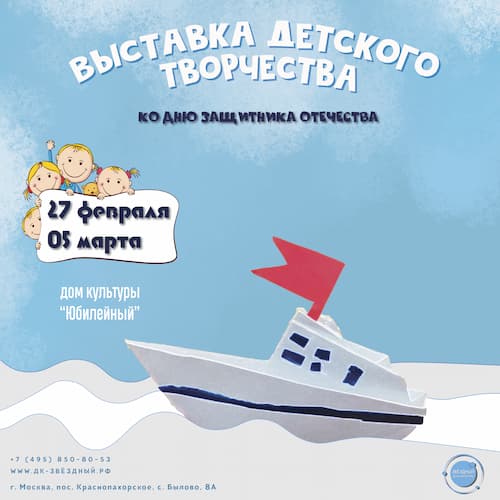 ВЫСТАВКА ДЕТСКОГО
ТВОРЧЕСТВА
КО ДНЮ ЗАЩИТНИКА ОТЕЧЕСТВА
27 февраля
05 марта
дом культуры
"Юбилейный"
+7 (495) 850-80-53
WWW.ДК-ЗВЁЗДНЫЙ.РФ
г. Москва, пос. Краснопахорское, с. Былово, 8А
ЗВЁЗДНЫЙ